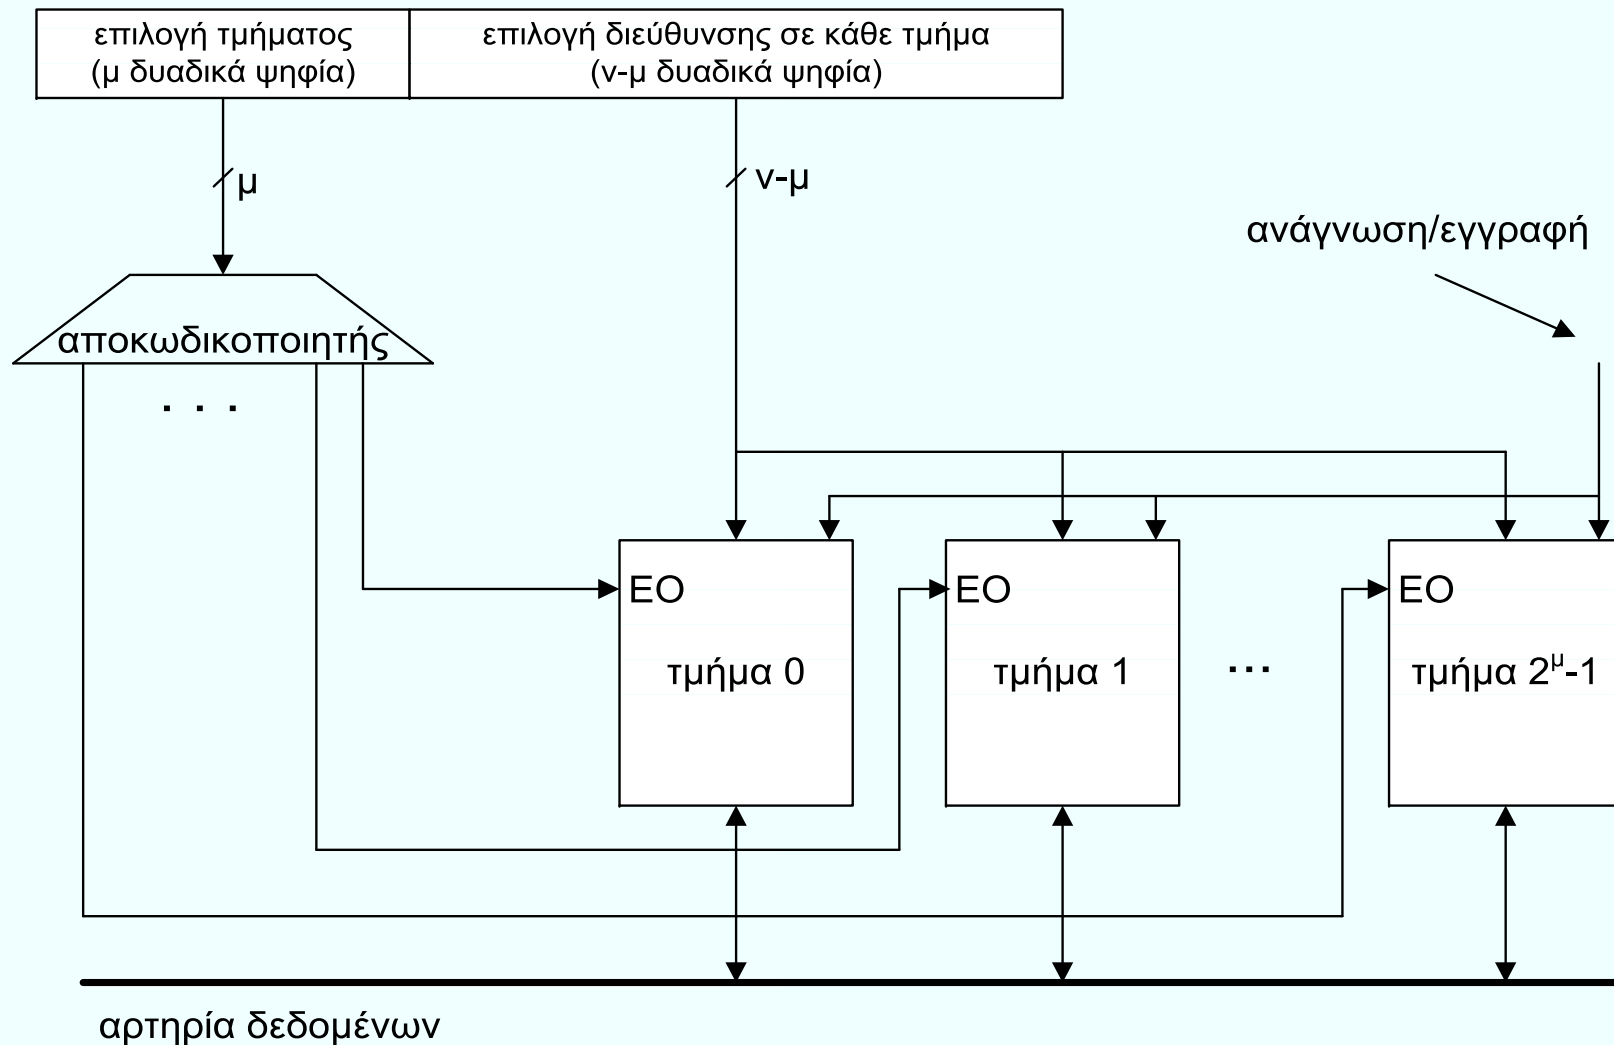 επιλογή τμήματος
(μ δυαδικά ψηφία)
επιλογή διεύθυνσης σε κάθε τμήμα
(ν-μ δυαδικά ψηφία)
μ
ν-μ
ανάγνωση/εγγραφή
αποκωδικοποιητής
. . .
ΕΟ
τμήμα 0
ΕΟ
τμήμα 1
...
ΕΟ
τμήμα 2^μ-1
αρτηρία δεδομένων